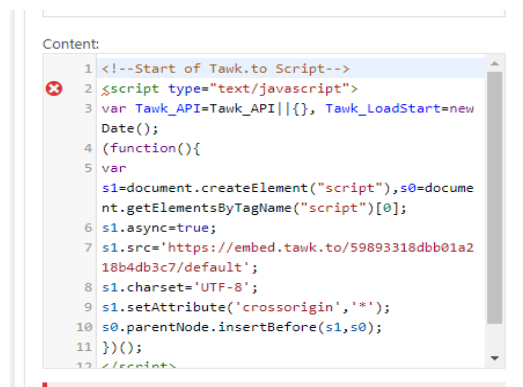 Content:
1 <!--Start of Tawk.to Script-->
2 <script type="text/javascript">
3 var Tawk_API=Tawk_API||{}, Tawk_LoadStart=new
Date();
4 (function(){
5 var
s1=document.createElement("script"),s0=docume
nt.getElementsByTagName("script")[0];
6 s1.async=true;
7 s1.src='https://embed.tawk.to/59893318dbb01a2
18b4db3c7/default';
8 s1.charset='UTF-8';
9 s1.setAttribute('crossorigin','*');
10 s0.parentNode.insertBefore(s1,s0);
11 })();
12 </script>